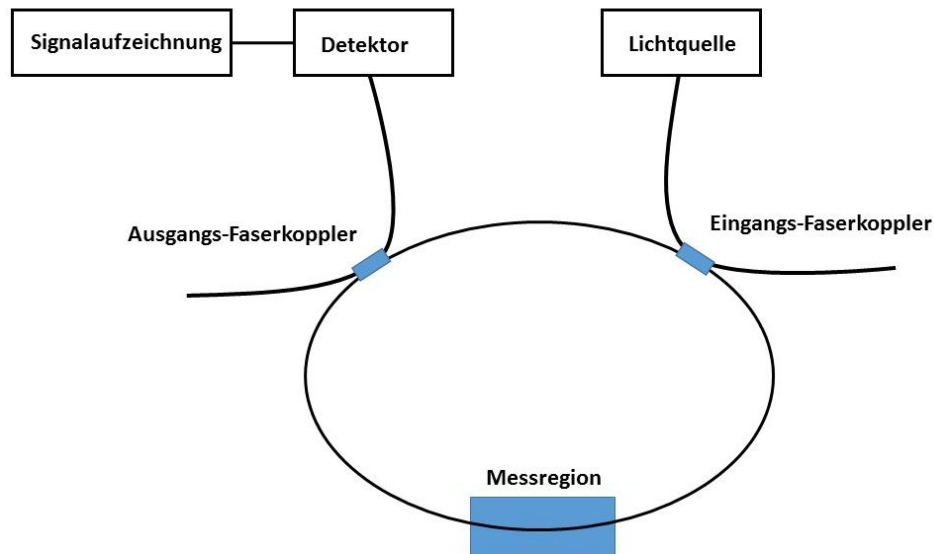 Signalaufzeichnung
Detektor
Lichtquelle
Ausgangs-Faserkoppler
Eingangs-Faserkoppler
Messregion